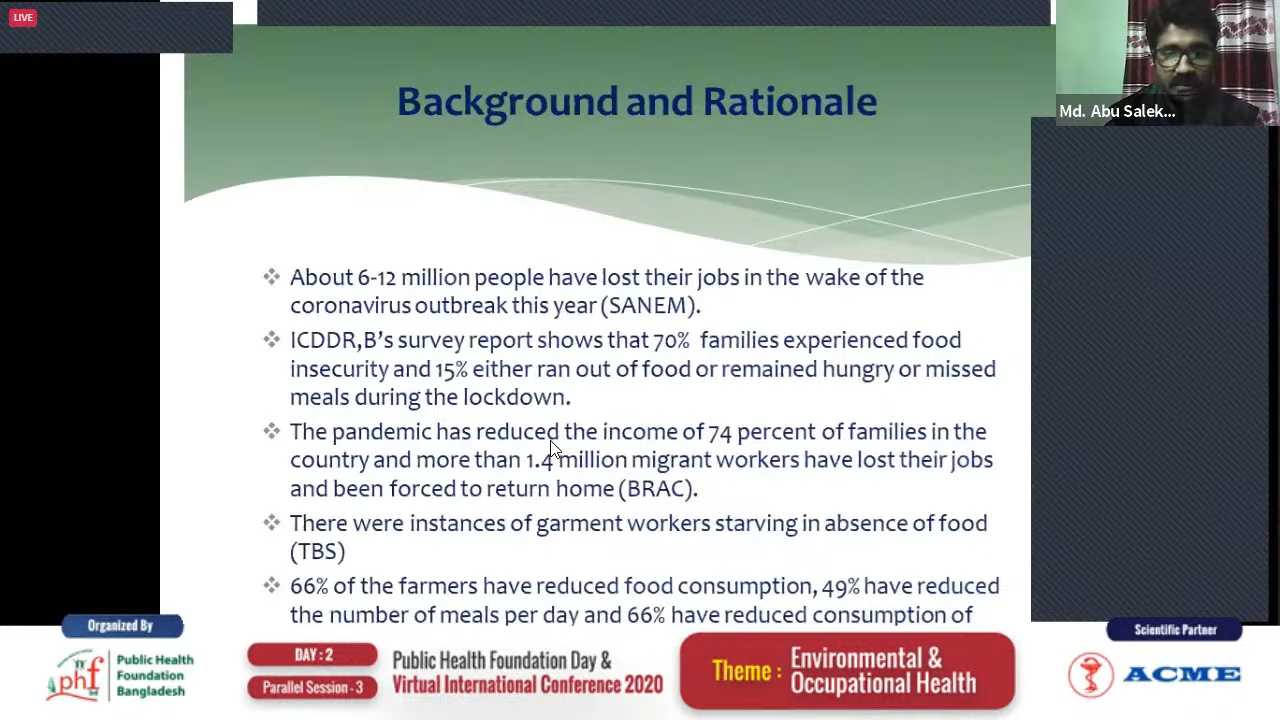 LIVE
Background and Rationale
Md. Abu Salek...
About 6-12 million people have lost their jobs in the wake of the
coronavirus outbreak this year (SANEM).
ICDDR,B's survey report shows that 70% families experienced food
insecurity and 15% either ran out of food or remained hungry or missed
meals during the lockdown.
The pandemic has reduced the income of 74 percent of families in the
country and more than 1.4 million migrant workers have lost their jobs
and been forced to return home (BRAC).
There were instances of garment workers starving in absence of food
(TBS)
66% of the farmers have reduced food consumption, 49% have reduced
the number of meals per day and 66% have reduced consumption of
Organized By
phf
Public Health
Foundation
Bangladesh
DAY : 2
Parallel Session - 3
Public Health Foundation Day &
Virtual International Conference 2020
Theme :
Environmental &
Occupational Health
Scientific Partner
ACME